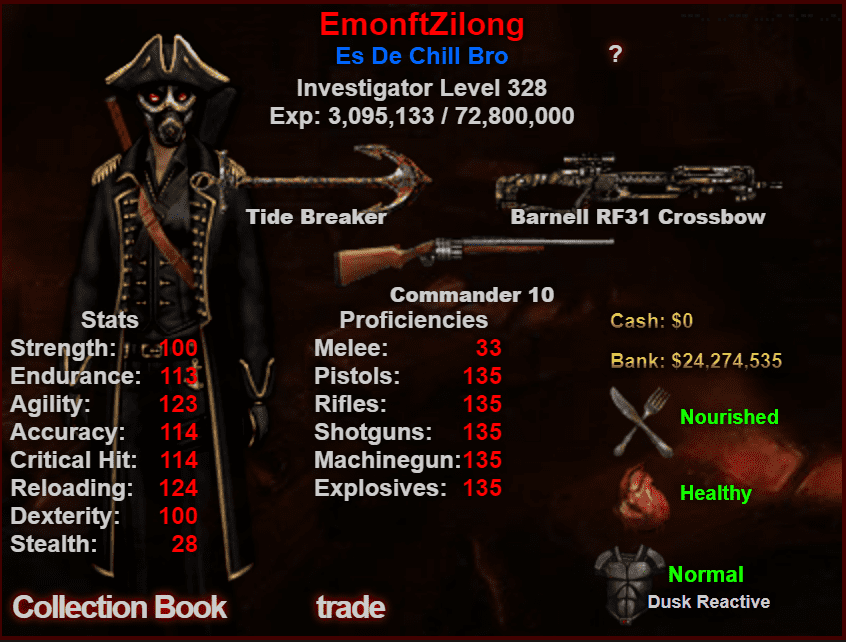 EmonftZilong
Es De Chill Bro
?
Investigator Level 328
Exp: 3,095,133 / 72,800,000
Tide Breaker
Barnell RF31 Crossbow
Commander 10
Stats
Strength: 100
Endurance: 113
Agility: 123
Accuracy: 114
Critical Hit: 114
Reloading: 124
Dexterity: 100
Stealth: 28
Proficiencies
Melee: 33
Pistols: 135
Rifles: 135
Shotguns: 135
Machinegun: 135
Explosives: 135
Cash: $0
Bank: $24,274,535
Nourished
Healthy
Normal
Dusk Reactive
Collection Book
trade